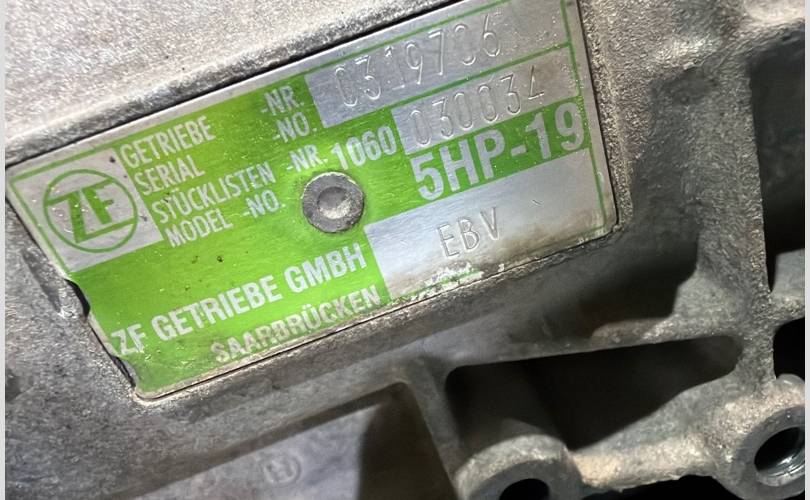 ZF
GETRIEBE -NR. 0319706
SERIAL -NO.
STÜCKLISTEN -NR. 1060 030034
MODEL -NO. 5HP-19
ZF GETRIEBE GMBH EBV
SAARBRÜCKEN